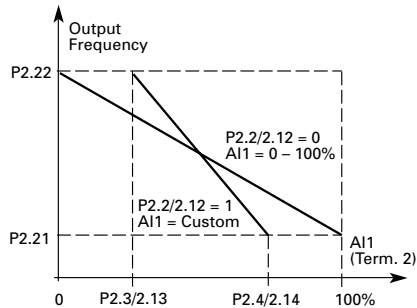 Output
Frequency
P2.22
P2.2/2.12 = 0
AI1 = 0 – 100%
P2.2/2.12 = 1
AI1 = Custom
P2.21
AI1
(Term. 2)
0
P2.3/2.13
P2.4/2.14
100%